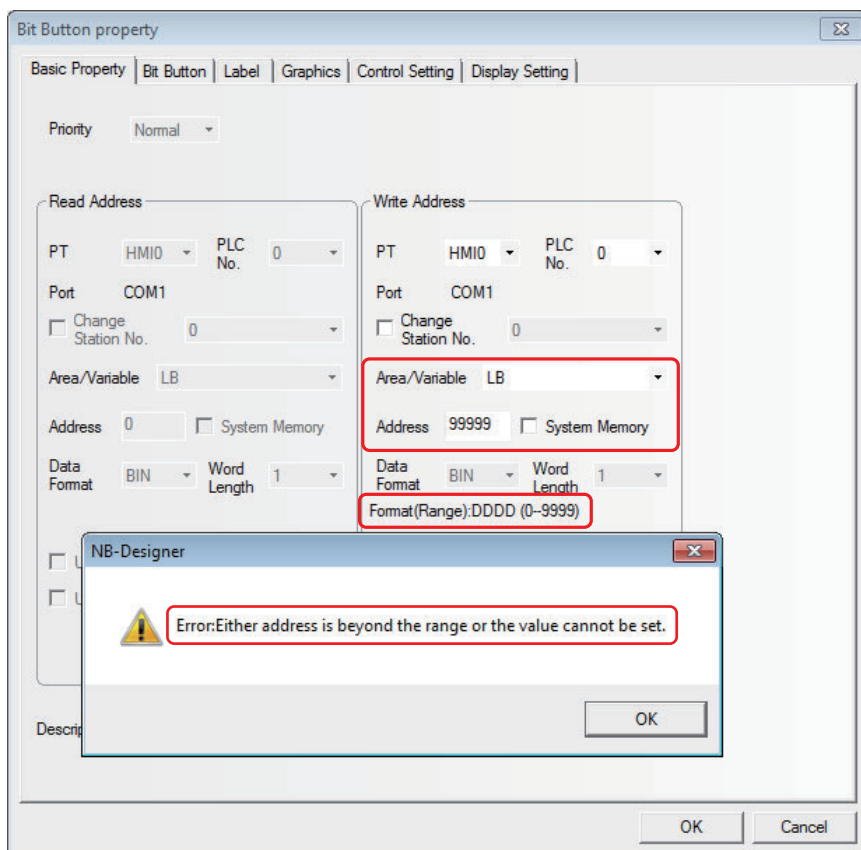 Bit Button property
Basic Property Bit Button Label Graphics Control Setting Display Setting
Priority Normal
Read Address
PT HMI0 PLC No. 0
Port COM1
Change Station No. 0
Area/Variable LB
Address 0 System Memory
Data Format BIN Word Length 1
Write Address
PT HMI0 PLC No. 0
Port COM1
Change Station No. 0
Area/Variable LB
Address 99999 System Memory
Data Format BIN Word Length 1
Format(Range):DDDD (0--9999)
NB-Designer
Error:Either address is beyond the range or the value cannot be set.
OK
OK Cancel